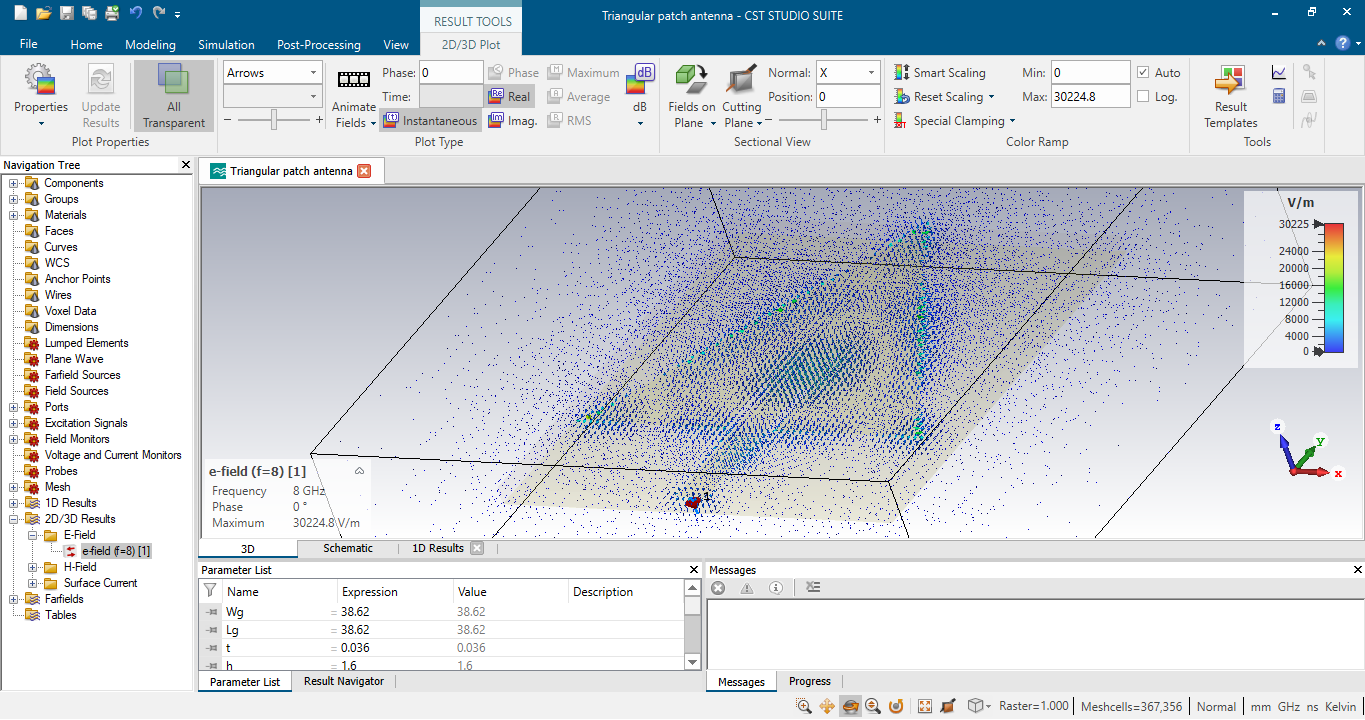 Triangular patch antenna - CST STUDIO SUITE
RESULT TOOLS
File Home Modeling Simulation Post-Processing View 2D/3D Plot
Properties
Update Results
All Transparent
Plot Properties
Arrows
Animate Fields
Phase: 0
Time:
Instantaneous
Phase
Real
Imag.
Maximum
Average
RMS
dB
dB
Plot Type
Fields on Plane
Cutting Plane
Normal: X
Position: 0
Sectional View
Smart Scaling
Reset Scaling
Special Clamping
Min: 0
Max: 30224.8
Auto
Log.
Color Ramp
Result Templates
Tools
Navigation Tree
Components
Groups
Materials
Faces
Curves
WCS
Anchor Points
Wires
Voxel Data
Dimensions
Lumped Elements
Plane Wave
Farfield Sources
Field Sources
Ports
Excitation Signals
Field Monitors
Voltage and Current Monitors
Probes
Mesh
1D Results
2D/3D Results
E-Field
e-field (f=8) [1]
H-Field
Surface Current
Farfields
Tables
Triangular patch antenna
V/m
30225
24000
20000
16000
12000
8000
4000
0
z
y
x
e-field (f=8) [1]
Frequency 8 GHz
Phase 0 °
Maximum 30224.8 V/m
3D Schematic 1D Results
Parameter List
Name Expression Value Description
Wg = 38.62 38.62
Lg = 38.62 38.62
t = 0.036 0.036
h = 1.6 1.6
Parameter List Result Navigator
Messages
Messages Progress
Raster=1.000 Meshcells=367,356 Normal mm GHz ns Kelvin